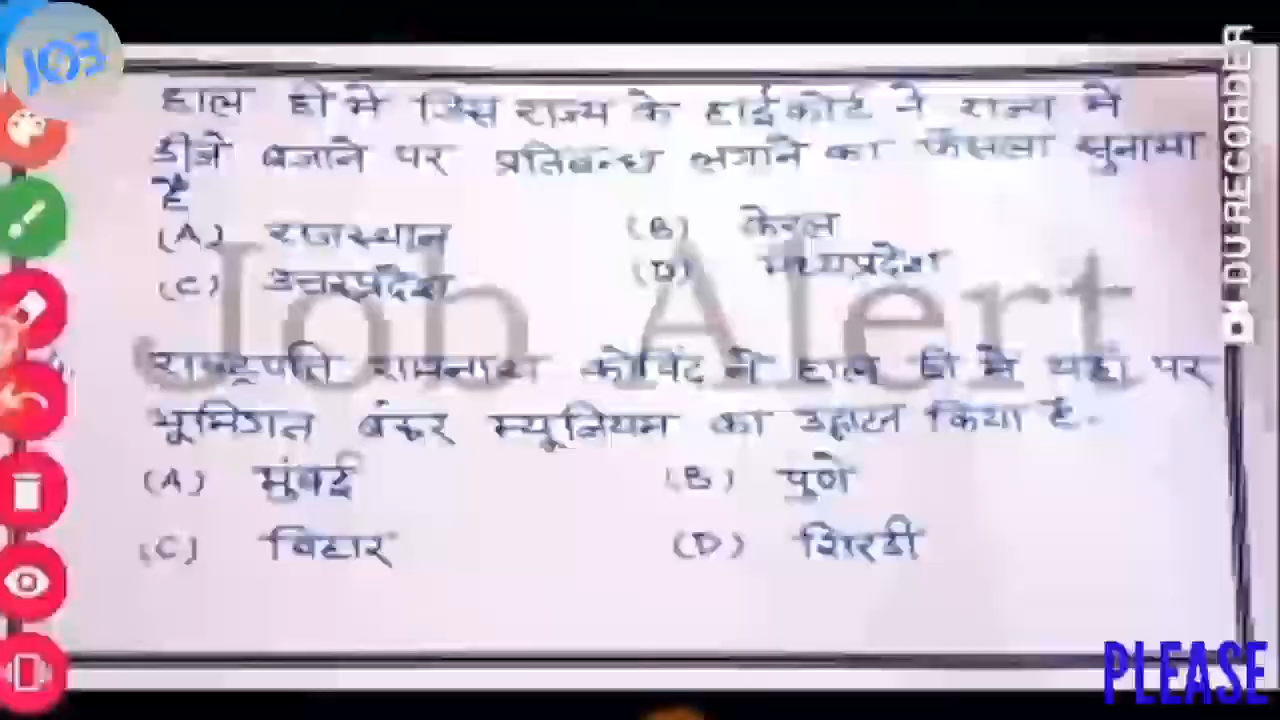 103
हाल ही मे जिस राज्य के हाईकोर्ट ने राज्य मे
डीजे बजाने पर प्रतिबन्ध लगाने का फैसला सुनाया
है
(A) राजस्थान (B) केरल
(C) उत्तरप्रदेश (D) मध्यप्रदेश
Job Alert
राष्ट्रपति रामनाथ कोविंद ने हाल ही मे यहां पर
भूमिगत बंकर म्यूजियम का उद्घाटन किया है-
(A) मुंबई (B) पुणे
(C) बिहार (D) शिरडी
DU RECORDER
PLEASE